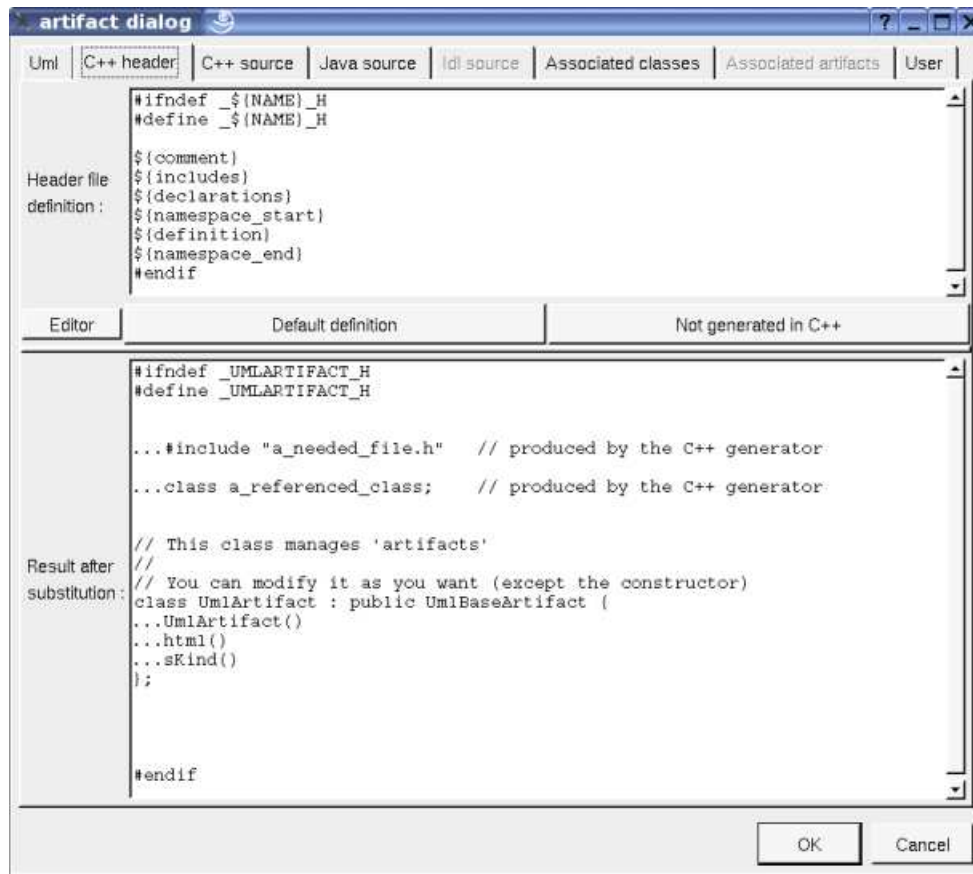 artifact dialog
?
Uml C++ header C++ source Java source Idl source Associated classes Associated artifacts User
Header file
definition :
#ifndef _${NAME}_H
#define _${NAME}_H
${comment}
${includes}
${declarations}
${namespace_start}
${definition}
${namespace_end}
#endif
Editor Default definition Not generated in C++
Result after
substitution :
#ifndef _UMLARTIFACT_H
#define _UMLARTIFACT_H
...#include "a_needed_file.h" // produced by the C++ generator
...class a_referenced_class; // produced by the C++ generator
// This class manages 'artifacts'
//
// You can modify it as you want (except the constructor)
class UmlArtifact : public UmlBaseArtifact {
...UmlArtifact()
...html()
...sKind()
};
#endif
OK Cancel